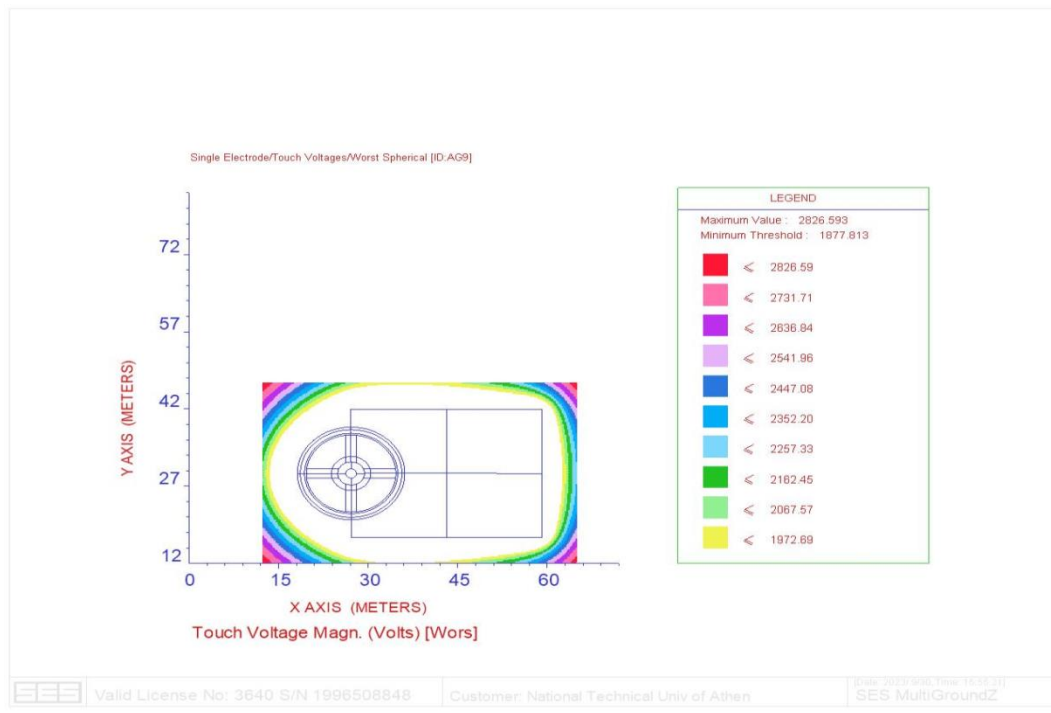 Single Electrode/Touch Voltages/Worst Spherical [ID:AG9]
LEGEND
Maximum Value : 2826.593
Minimum Threshold : 1877.813
≤ 2826.59
≤ 2731.71
≤ 2636.84
≤ 2541.96
≤ 2447.08
≤ 2352.20
≤ 2257.33
≤ 2162.45
≤ 2067.57
≤ 1972.69
Y AXIS (METERS)
72
57
42
27
12
0 15 30 45 60
X AXIS (METERS)
Touch Voltage Magn. (Volts) [Wors]
SES
Valid License No: 3640 S/N 1996508848
Customer: National Technical Univ of Athen
SES MultiGroundZ